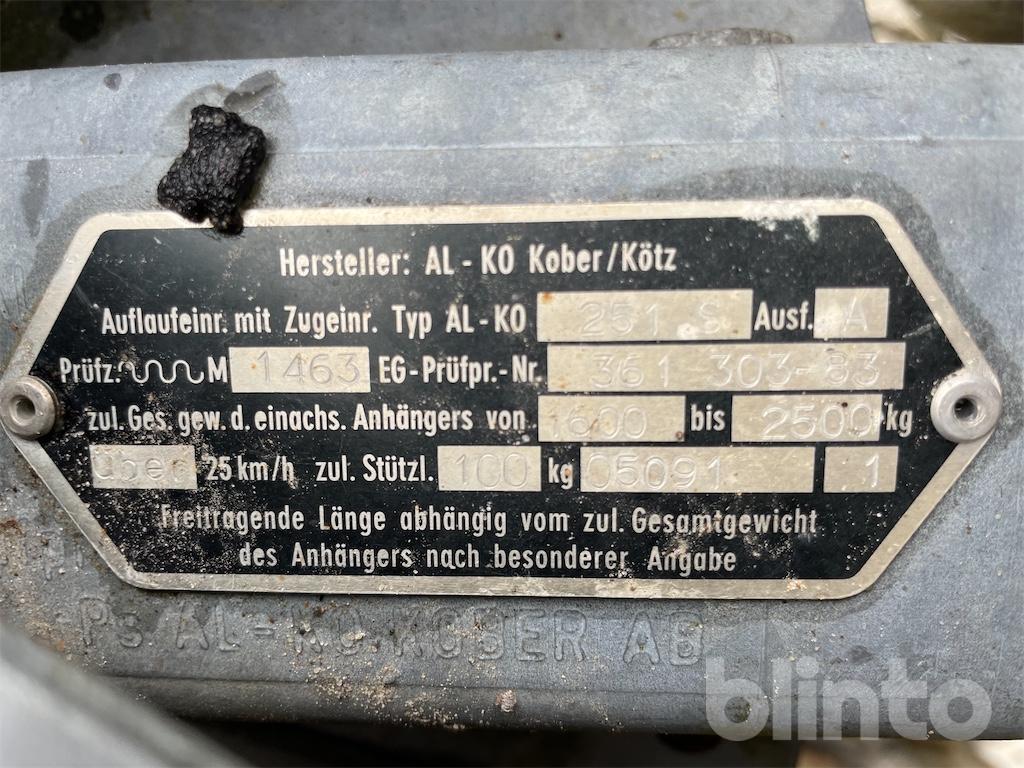 Hersteller: AL-KO Kober/Kötz
Auflaufeinr. mit Zugeinr. Typ AL-KO 251 S Ausf. A
Prüfz. M 1463 EG-Prüfpr.-Nr. 361 303-83
zul. Ges. gew. d. einachs. Anhängers von 1600 bis 2500 kg
über 25 km/h zul. Stützl. 100 kg 05091 1
Freitragende Länge abhängig vom zul. Gesamtgewicht
des Anhängers nach besonderer Angabe
Ps AL-KO.KOBER AB
blinto